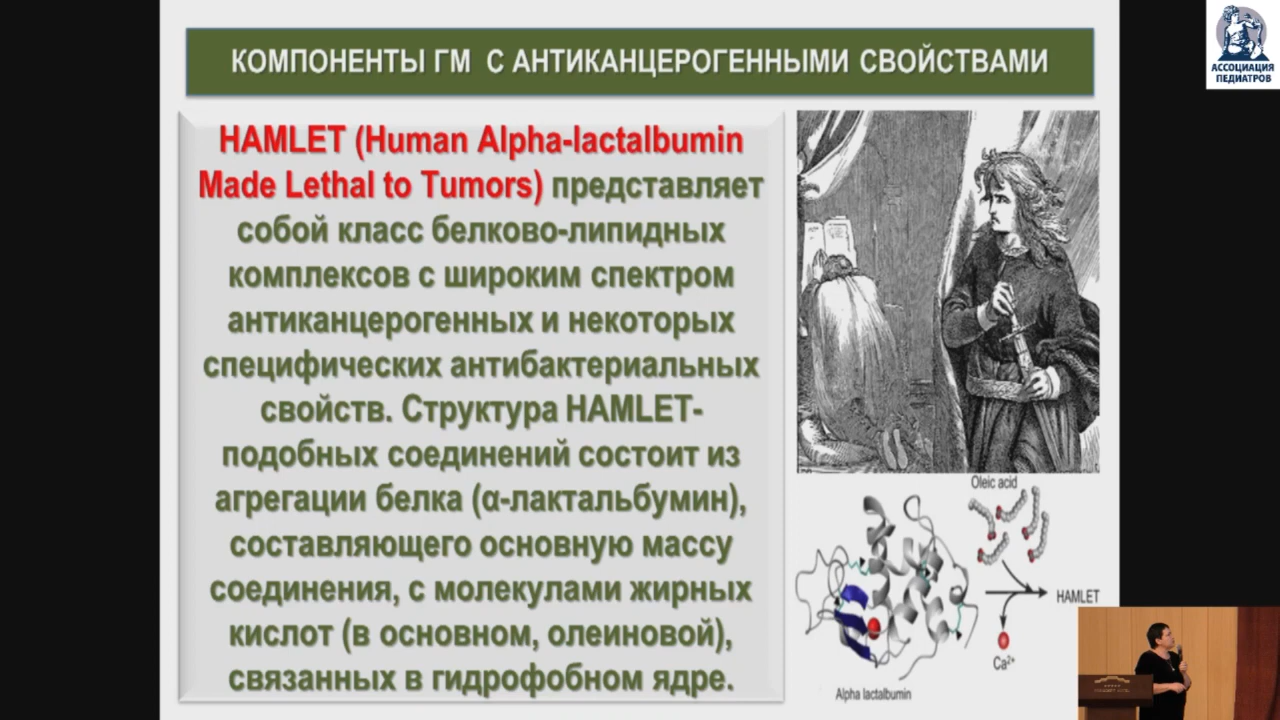 КОМПОНЕНТЫ ГМ С АНТИКАНЦЕРОГЕННЫМИ СВОЙСТВАМИ
АССОЦИАЦИЯ
ПЕДИАТРОВ
HAMLET (Human Alpha-lactalbumin
Made Lethal to Tumors) представляет
собой класс белково-липидных
комплексов с широким спектром
антиканцерогенных и некоторых
специфических антибактериальных
свойств. Структура HAMLET-
подобных соединений состоит из
агрегации белка (α-лактальбумин),
составляющего основную массу
соединения, с молекулами жирных
кислот (в основном, олеиновой),
связанных в гидрофобном ядре.
Oleic acid
HAMLET
Ca²⁺
Alpha lactalbumin